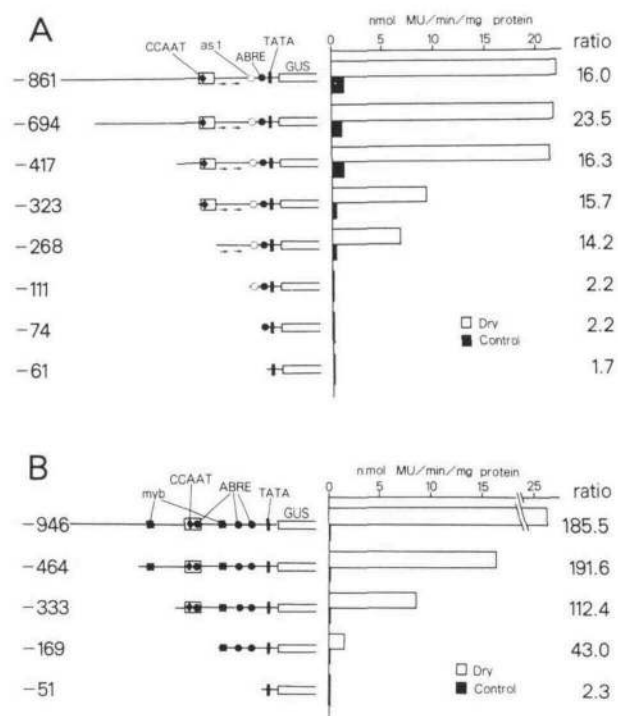 A
nmol MU/min/mg protein
CCAAT as1 ABRE TATA
GUS
0 5 10 15 20
ratio
-861 16.0
-694 23.5
-417 16.3
-323 15.7
-268 14.2
-111 2.2
-74 2.2
-61 1.7
Dry
Control
B
n.mol MU/min/mg protein
myb CCAAT ABRE TATA
GUS
0 5 10 15 25
ratio
-946 185.5
-464 191.6
-333 112.4
-169 43.0
-51 2.3
Dry
Control